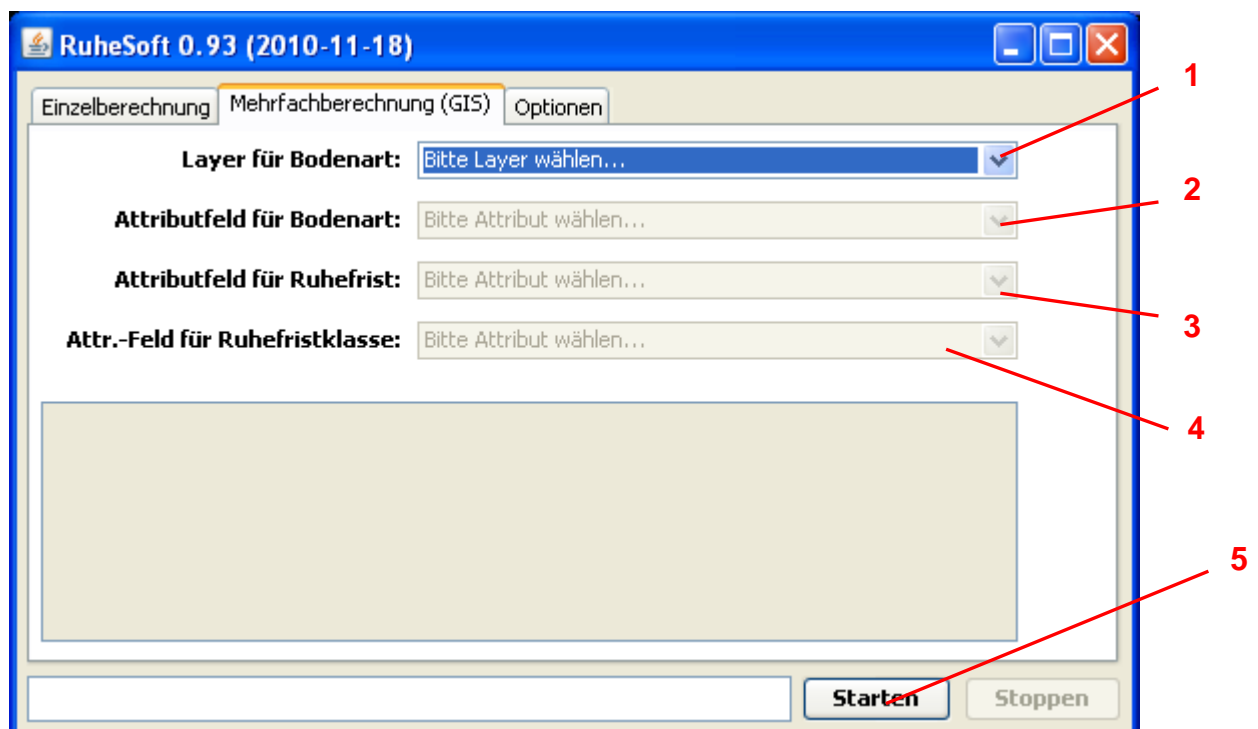 RuheSoft 0.93 (2010-11-18)
1
Einzelberechnung Mehrfachberechnung (GIS) Optionen
Layer für Bodenart: Bitte Layer wählen...
2
Attributfeld für Bodenart: Bitte Attribut wählen...
Attributfeld für Ruhefrist: Bitte Attribut wählen...
3
Attr.-Feld für Ruhefristklasse: Bitte Attribut wählen...
4
5
Starten Stoppen